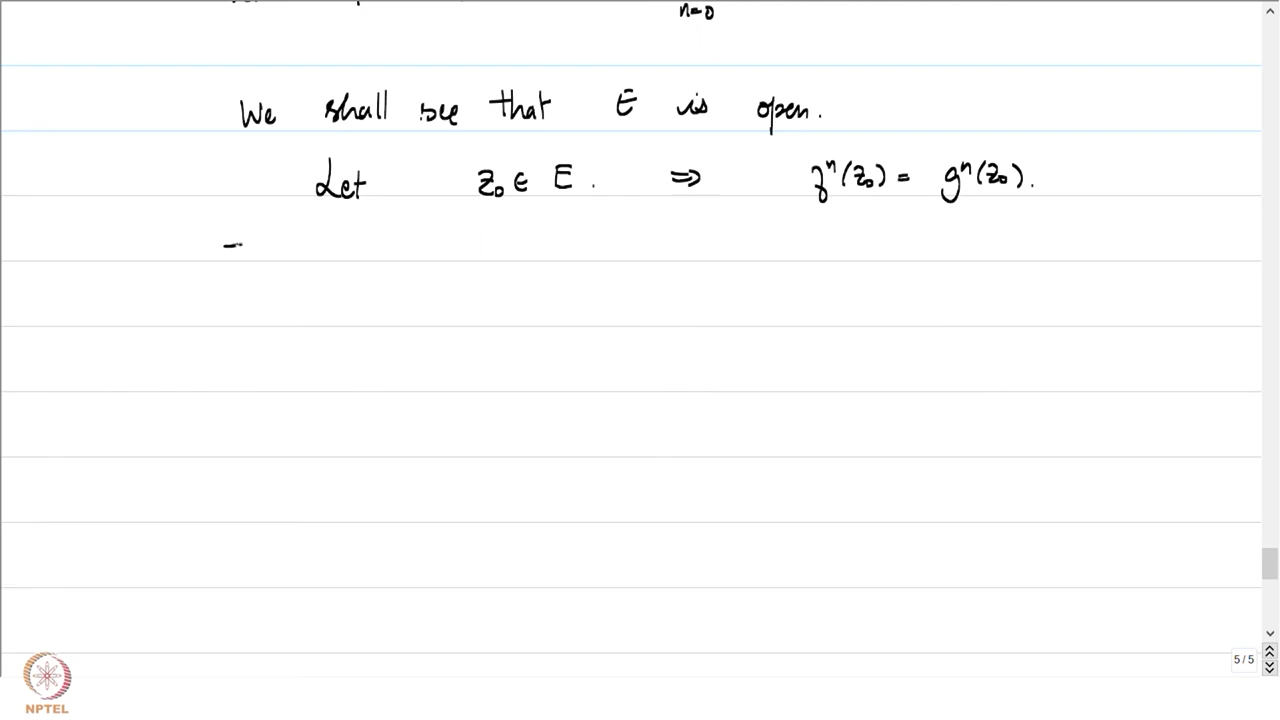 n=0
We shall see that E is open.
Let z₀ ∈ E. ⇒ fⁿ(z₀) = gⁿ(z₀).
5 / 5
NPTEL